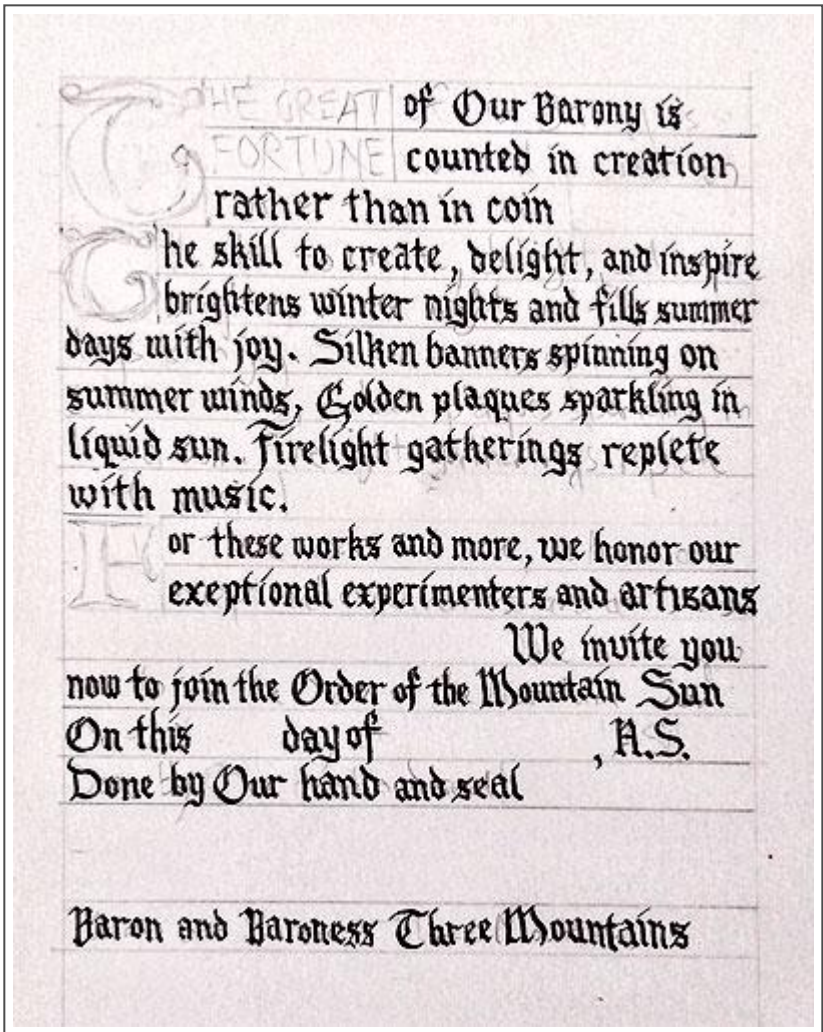 THE GREAT of Our Barony is
FORTUNE counted in creation
rather than in coin
The skill to create, delight, and inspire
brightens winter nights and fills summer
days with joy. Silken banners spinning on
summer winds, Golden plaques sparkling in
liquid sun. Firelight gatherings replete
with music.
For these works and more, we honor our
exeptional experimenters and artisans
We invite you
now to join the Order of the Mountain Sun
On this day of , A.S.
Done by Our hand and seal
Baron and Baroness Three Mountains